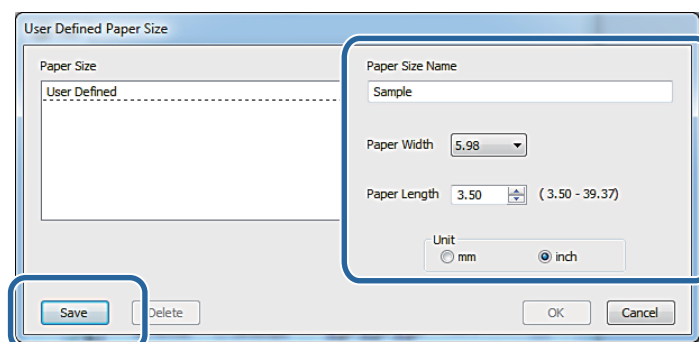 User Defined Paper Size
Paper Size
User Defined
Paper Size Name
Sample
Paper Width 5.98
Paper Length 3.50 ( 3.50 - 39.37)
Unit
mm inch
Save Delete OK Cancel